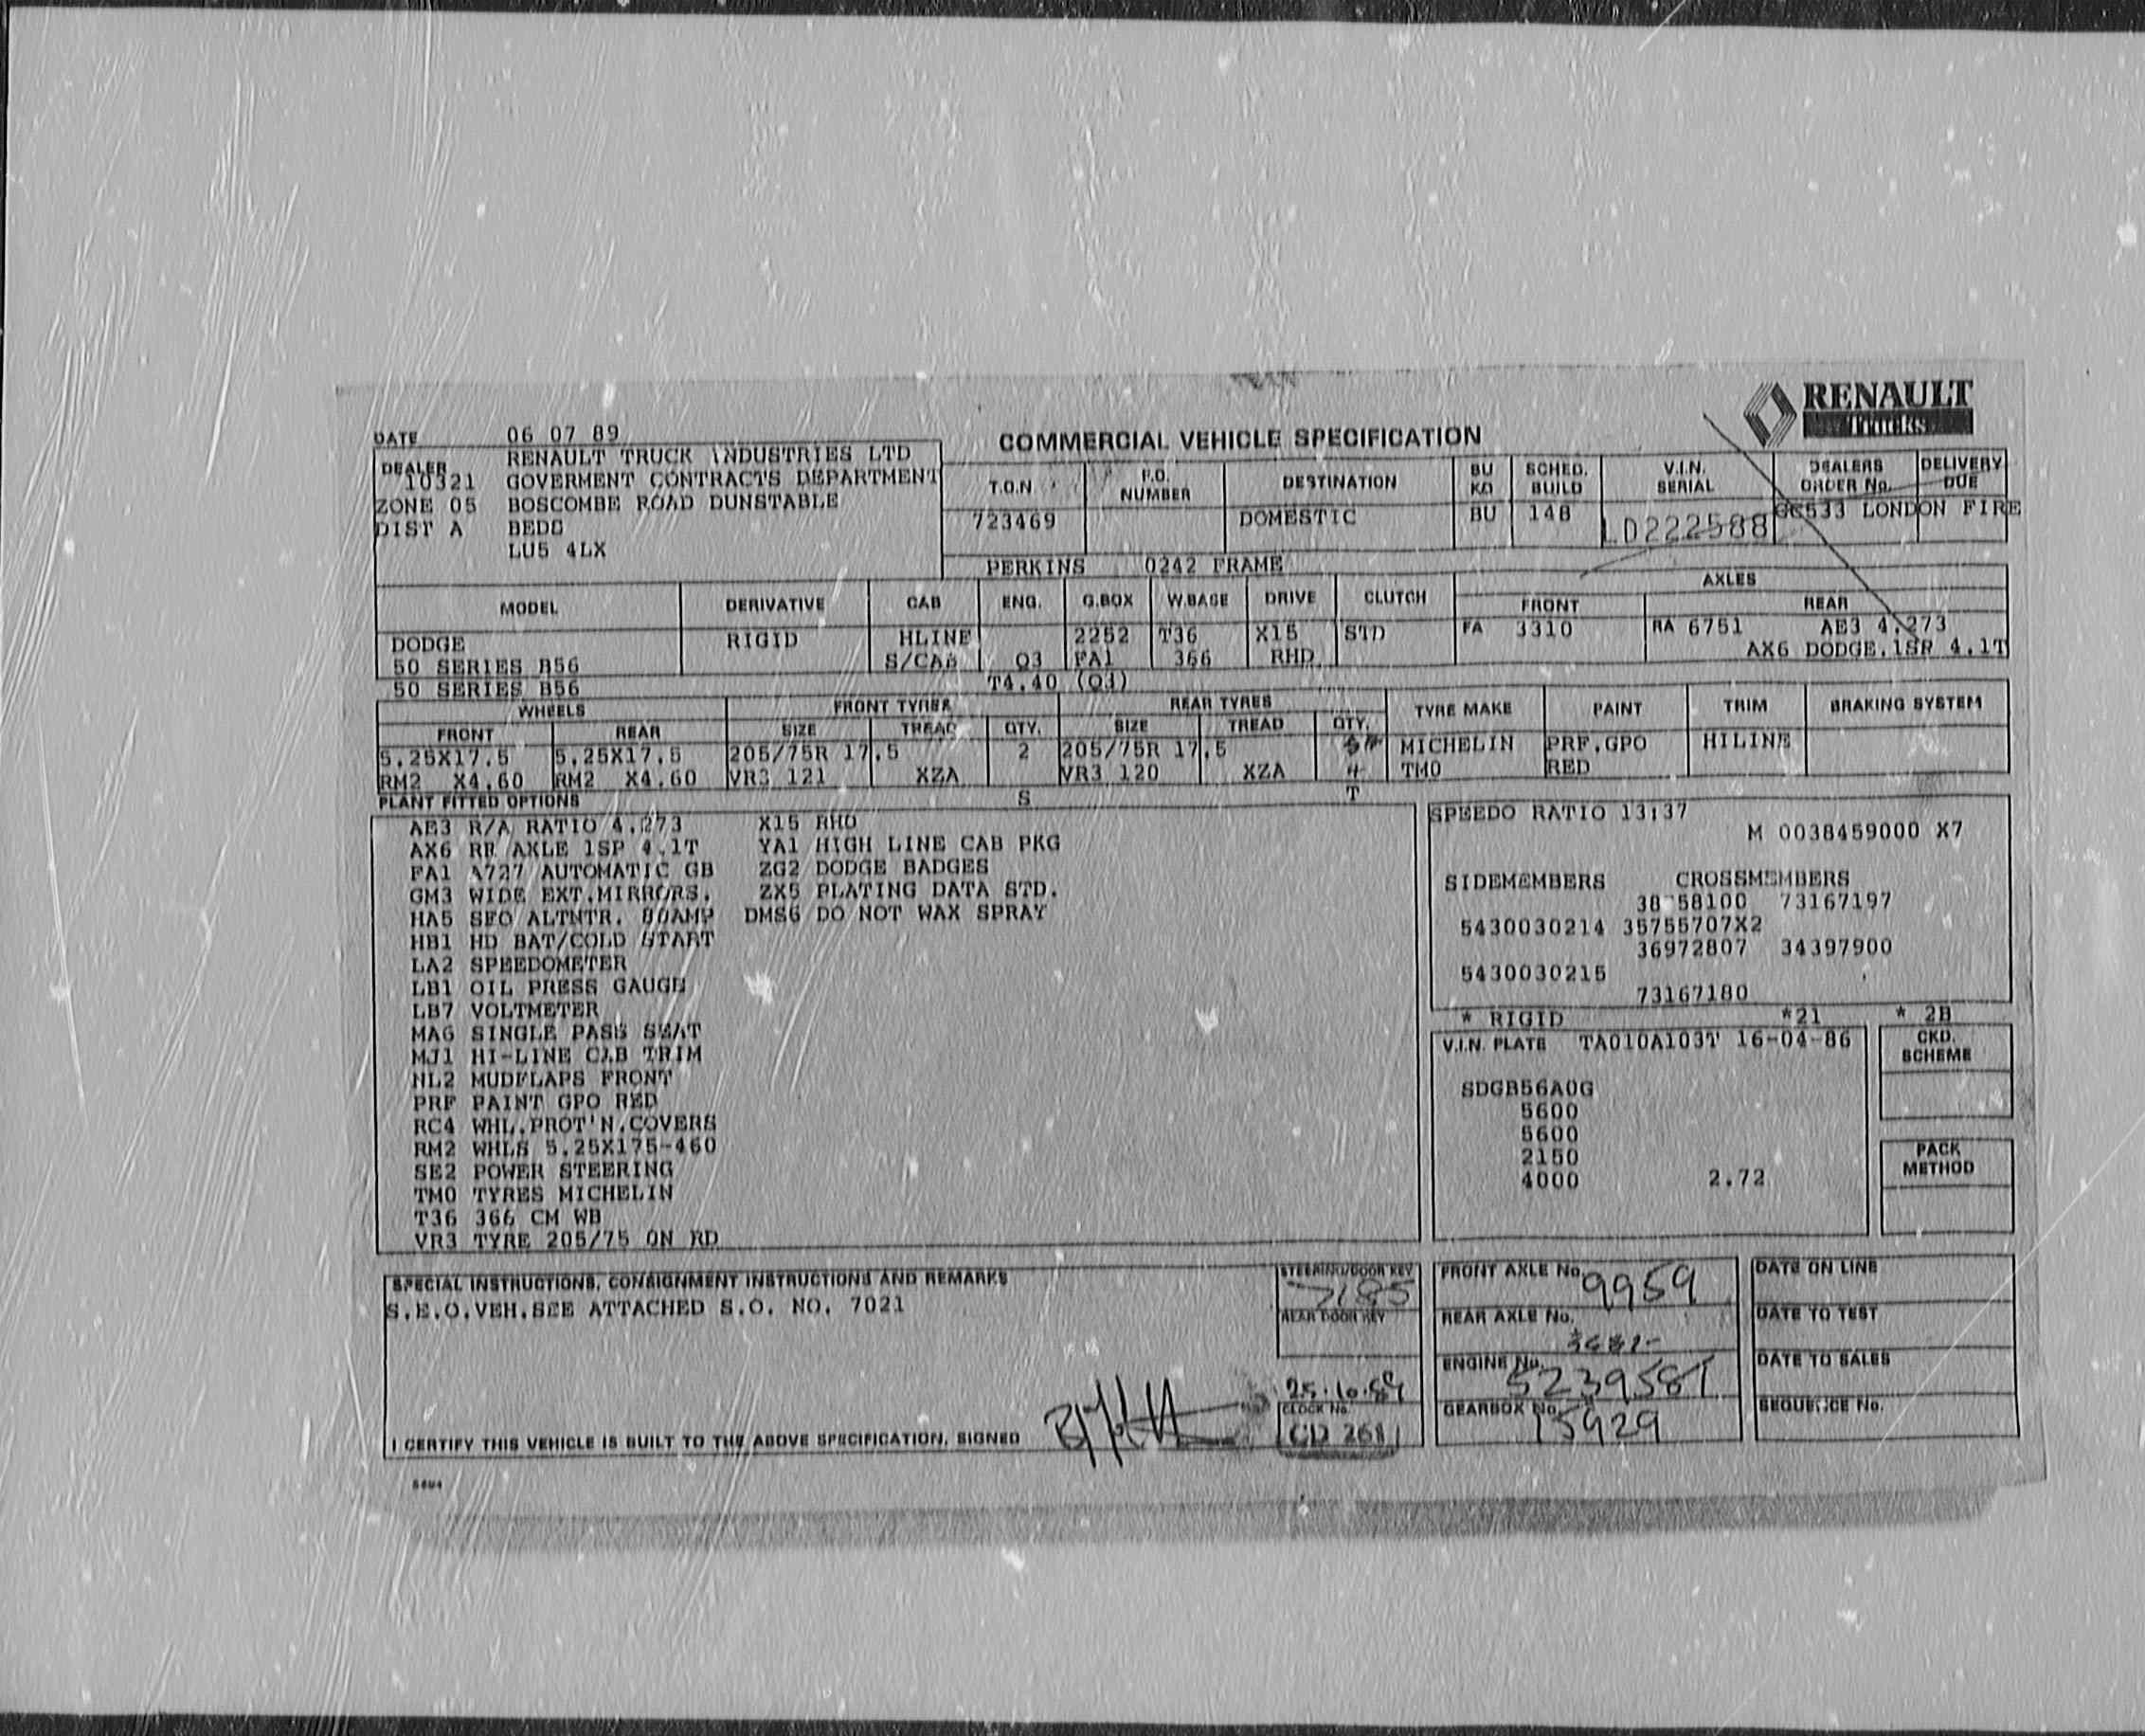 RENAULT
Trucks
DATE 06 07 89
COMMERCIAL VEHICLE SPECIFICATION
DEALER RENAULT TRUCK INDUSTRIES LTD
10321 GOVERMENT CONTRACTS DEPARTMENT
ZONE 05 BOSCOMBE ROAD DUNSTABLE
DIST A BEDS
LU5 4LX
T.O.N F.O. NUMBER DESTINATION BU KD SCHED. BUILD V.I.N. SERIAL DEALERS ORDER No. DELIVERY DUE
723469 DOMESTIC BU 148 LD222588 GC533 LONDON FIRE
PERKINS 0242 FRAME
MODEL DERIVATIVE CAB ENG. G.BOX W.BASE DRIVE CLUTCH AXLES
FRONT REAR
DODGE RIGID HLINE 2252 T36 X15 STD FA 3310 RA 6751 AE3 4.273
50 SERIES B56 S/CAB Q3 FA1 366 RHD AX6 DODGE.1SP 4.1T
50 SERIES B56 T4.40 (Q3)
WHEELS FRONT TYRES REAR TYRES TYRE MAKE PAINT TRIM BRAKING SYSTEM
FRONT REAR SIZE TREAD QTY. SIZE TREAD QTY.
5.25X17.5 5.25X17.5 205/75R 17.5 2 205/75R 17.5 MICHELIN PRF.GPO HILINE
RM2 X4.60 RM2 X4.60 VR3 121 XZA VR3 120 XZA 4 TM0 RED
PLANT FITTED OPTIONS S T
AE3 R/A RATIO 4.273 X15 RHD
AX6 RR AXLE 1SP 4.1T YA1 HIGH LINE CAB PKG
FA1 A727 AUTOMATIC GB ZG2 DODGE BADGES
GM3 WIDE EXT.MIRRORS. ZX5 PLATING DATA STD.
HA5 SEO ALTNTR. 80AMP DMS6 DO NOT WAX SPRAY
HB1 HD BAT/COLD START
LA2 SPEEDOMETER
LB1 OIL PRESS GAUGE
LB7 VOLTMETER
MA6 SINGLE PASS SEAT
MJ1 HI-LINE CAB TRIM
NL2 MUDFLAPS FRONT
PRF PAINT GPO RED
RC4 WHL.PROT'N.COVERS
RM2 WHLS 5.25X175-460
SE2 POWER STEERING
TM0 TYRES MICHELIN
T36 366 CM WB
VR3 TYRE 205/75 ON RD
SPEEDO RATIO 13:37
M 0038459000 X7
SIDEMEMBERS CROSSMEMBERS
73167197
5430030214 35755707X2
36972807 34397900
5430030215
73167180
* RIGID *21 * 2B
V.I.N. PLATE TA010A103T 16-04-86
SDGB56A0G
5600
5600
2150
4000 2.72
CKD. SCHEME
PACK METHOD
SPECIAL INSTRUCTIONS, CONSIGNMENT INSTRUCTIONS AND REMARKS
S.E.O.VEH.SEE ATTACHED S.O. NO. 7021
I CERTIFY THIS VEHICLE IS BUILT TO THE ABOVE SPECIFICATION, SIGNED
STEERING/DOOR KEY
7185
REAR DOOR KEY
25.10.89
CLOCK No.
CD 2681
FRONT AXLE No. 9959
REAR AXLE No.
ENGINE No. 5239581
GEARBOX No. 15929
DATE ON LINE
DATE TO TEST
DATE TO SALES
SEQUENCE No.